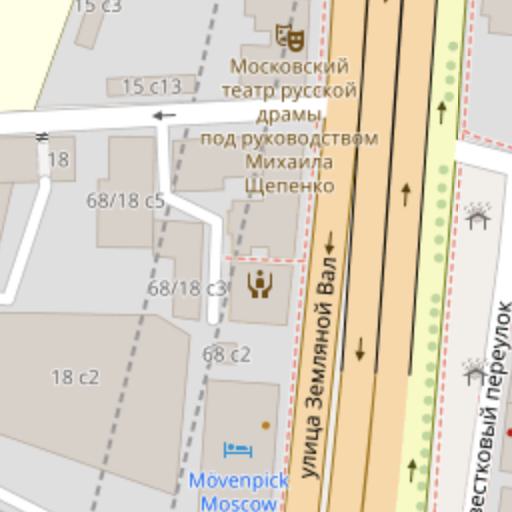 15 с3
15 с13
Московский
театр русской
драмы
под руководством
Михаила
Щепенко
18
68/18 с5
68/18 с3
68 с2
18 с2
Mövenpick
Moscow
улица Земляной Вал
вестковый переулок